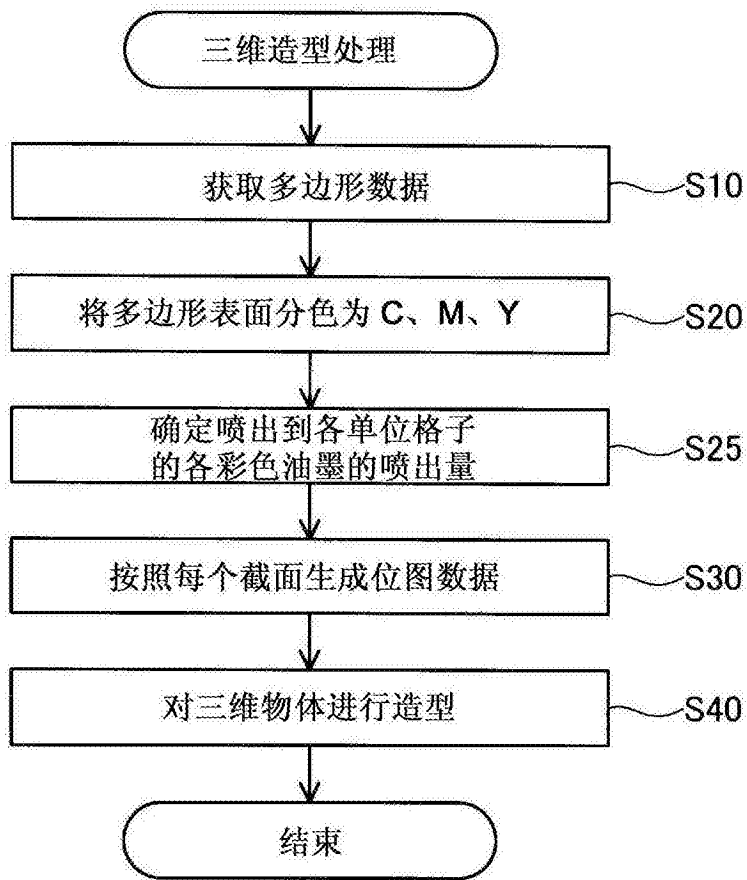 三维造型处理
获取多边形数据
S10
将多边形表面分色为 C、M、Y
S20
确定喷出到各单位格子
的各彩色油墨的喷出量
S25
按照每个截面生成位图数据
S30
对三维物体进行造型
S40
结束